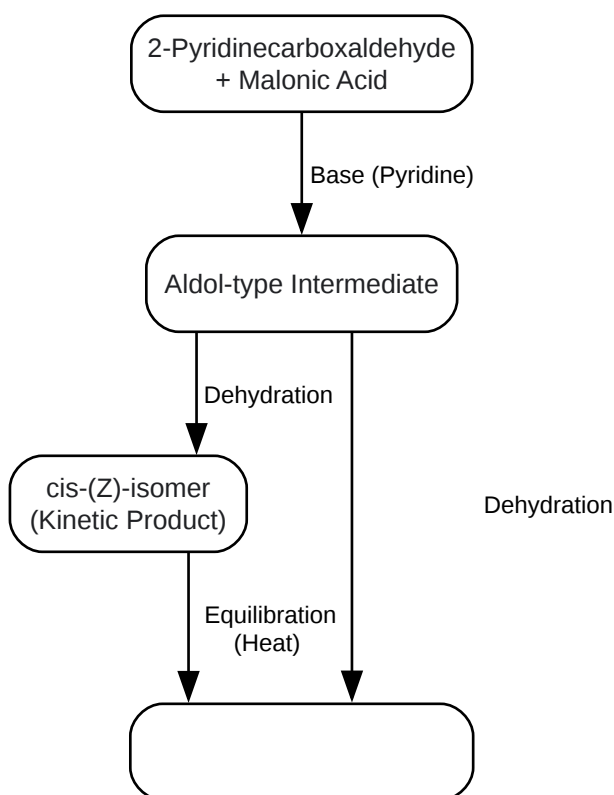 2-Pyridinecarboxaldehyde
+ Malonic Acid
Base (Pyridine)
Aldol-type Intermediate
Dehydration
cis-(Z)-isomer
(Kinetic Product)
Dehydration
Equilibration
(Heat)